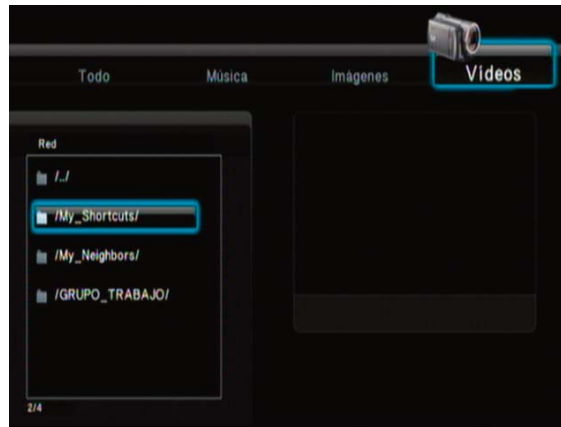 Todo Música Imágenes Vídeos
Red
/../
/My_Shortcuts/
/My_Neighbors/
/GRUPO_TRABAJO/
2/4